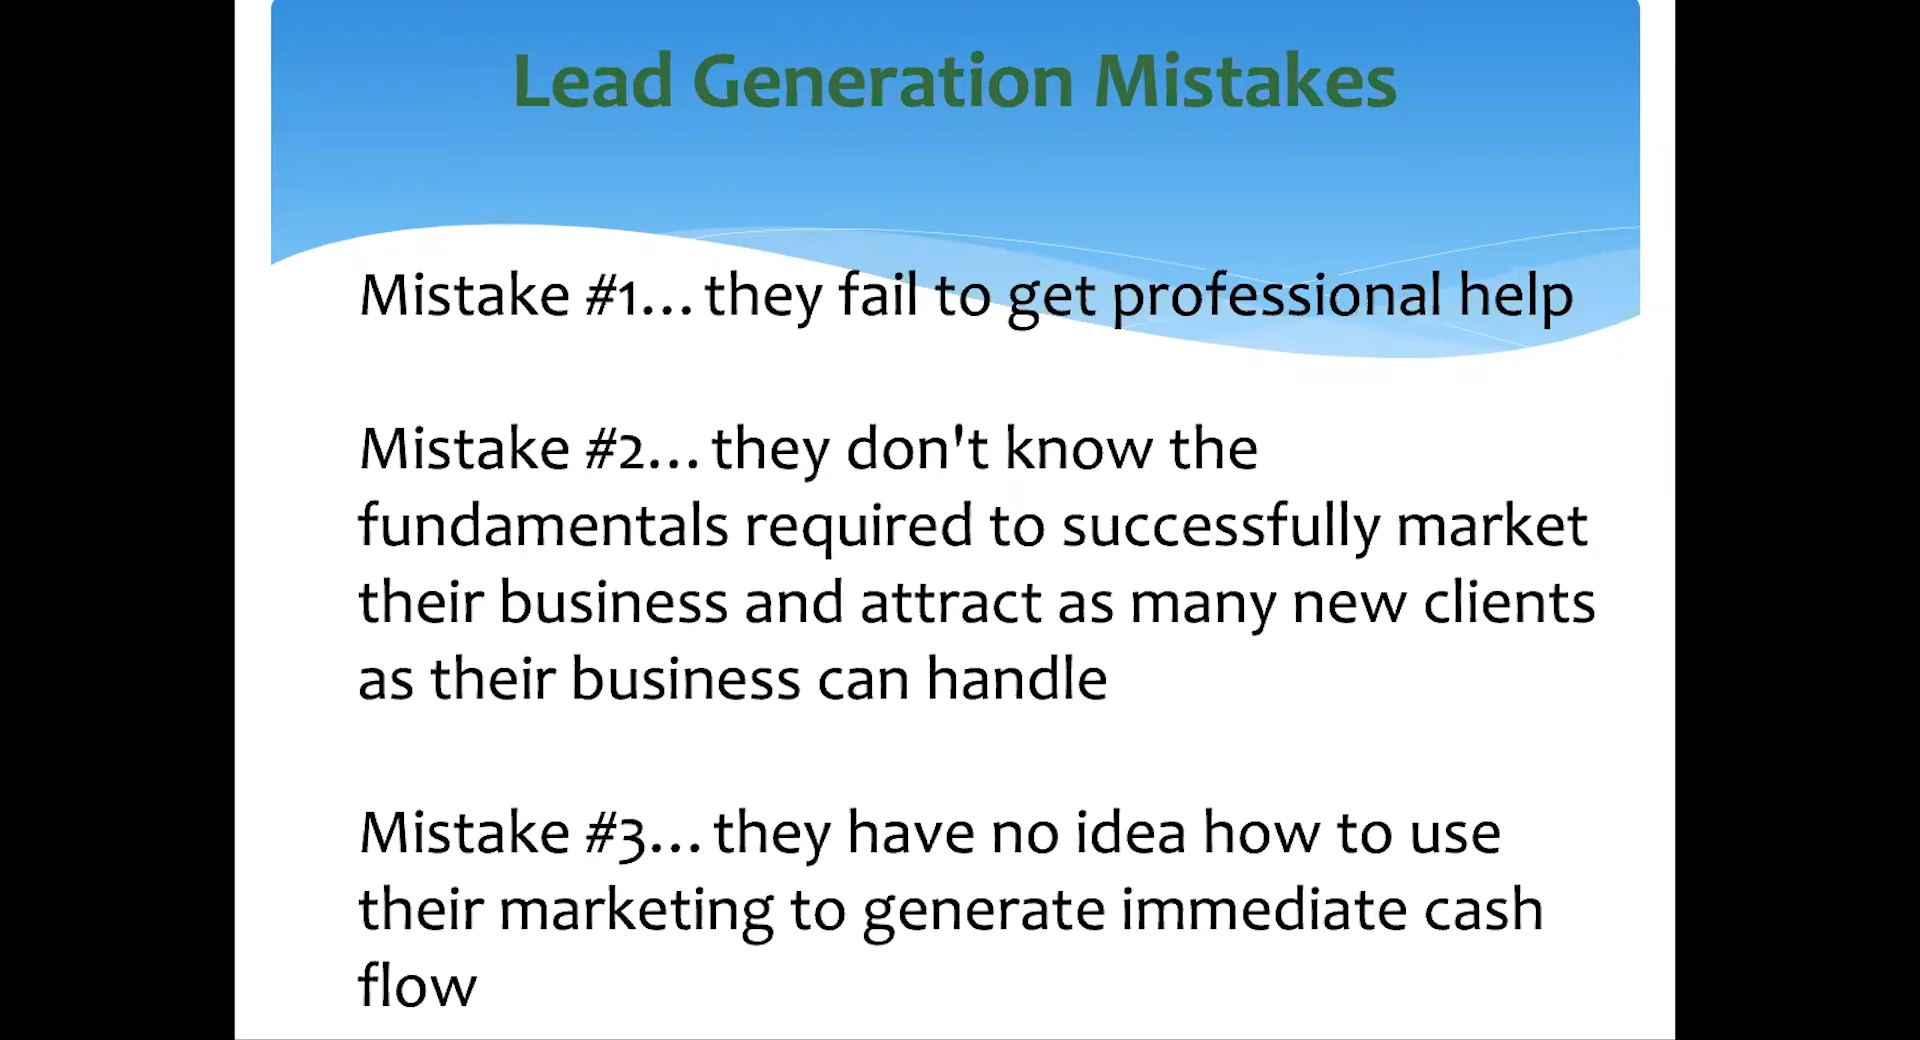 Lead Generation Mistakes
Mistake #1... they fail to get professional help
Mistake #2... they don't know the
fundamentals required to successfully market
their business and attract as many new clients
as their business can handle
Mistake #3... they have no idea how to use
their marketing to generate immediate cash
flow